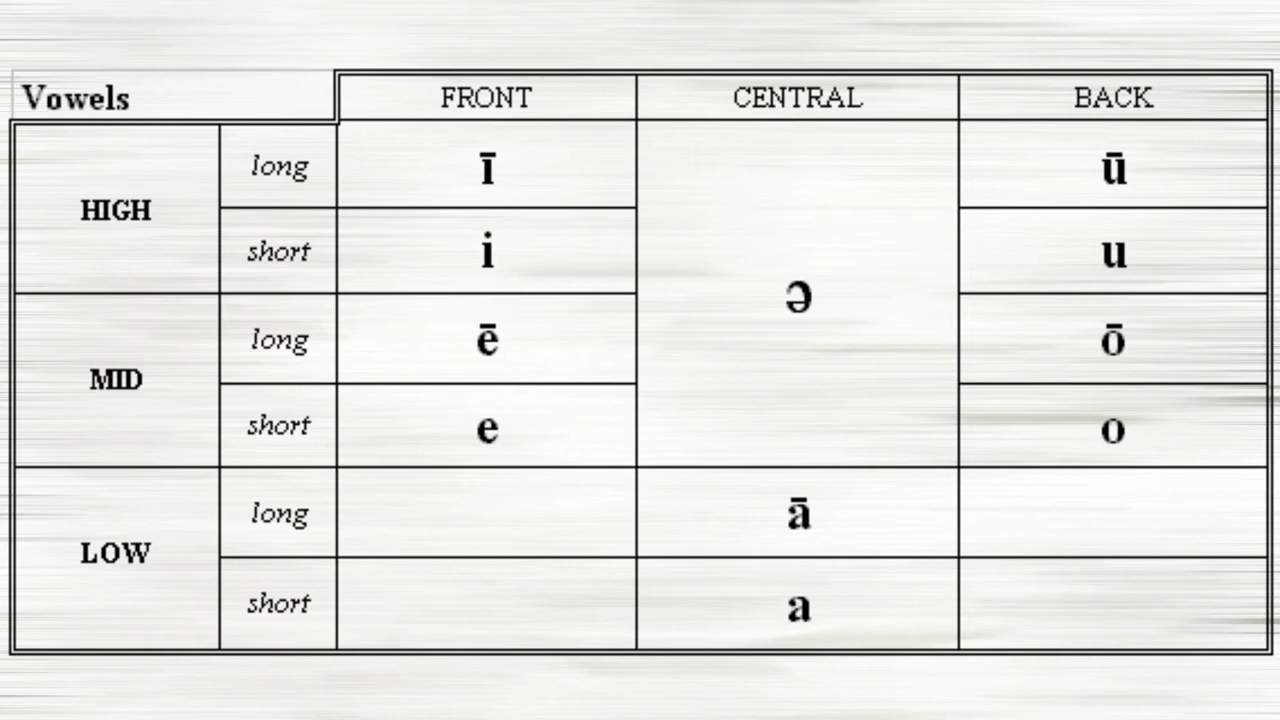 Vowels FRONT CENTRAL BACK
HIGH long ī ū
short i u
ə
MID long ē ō
short e o
LOW long ā
short a